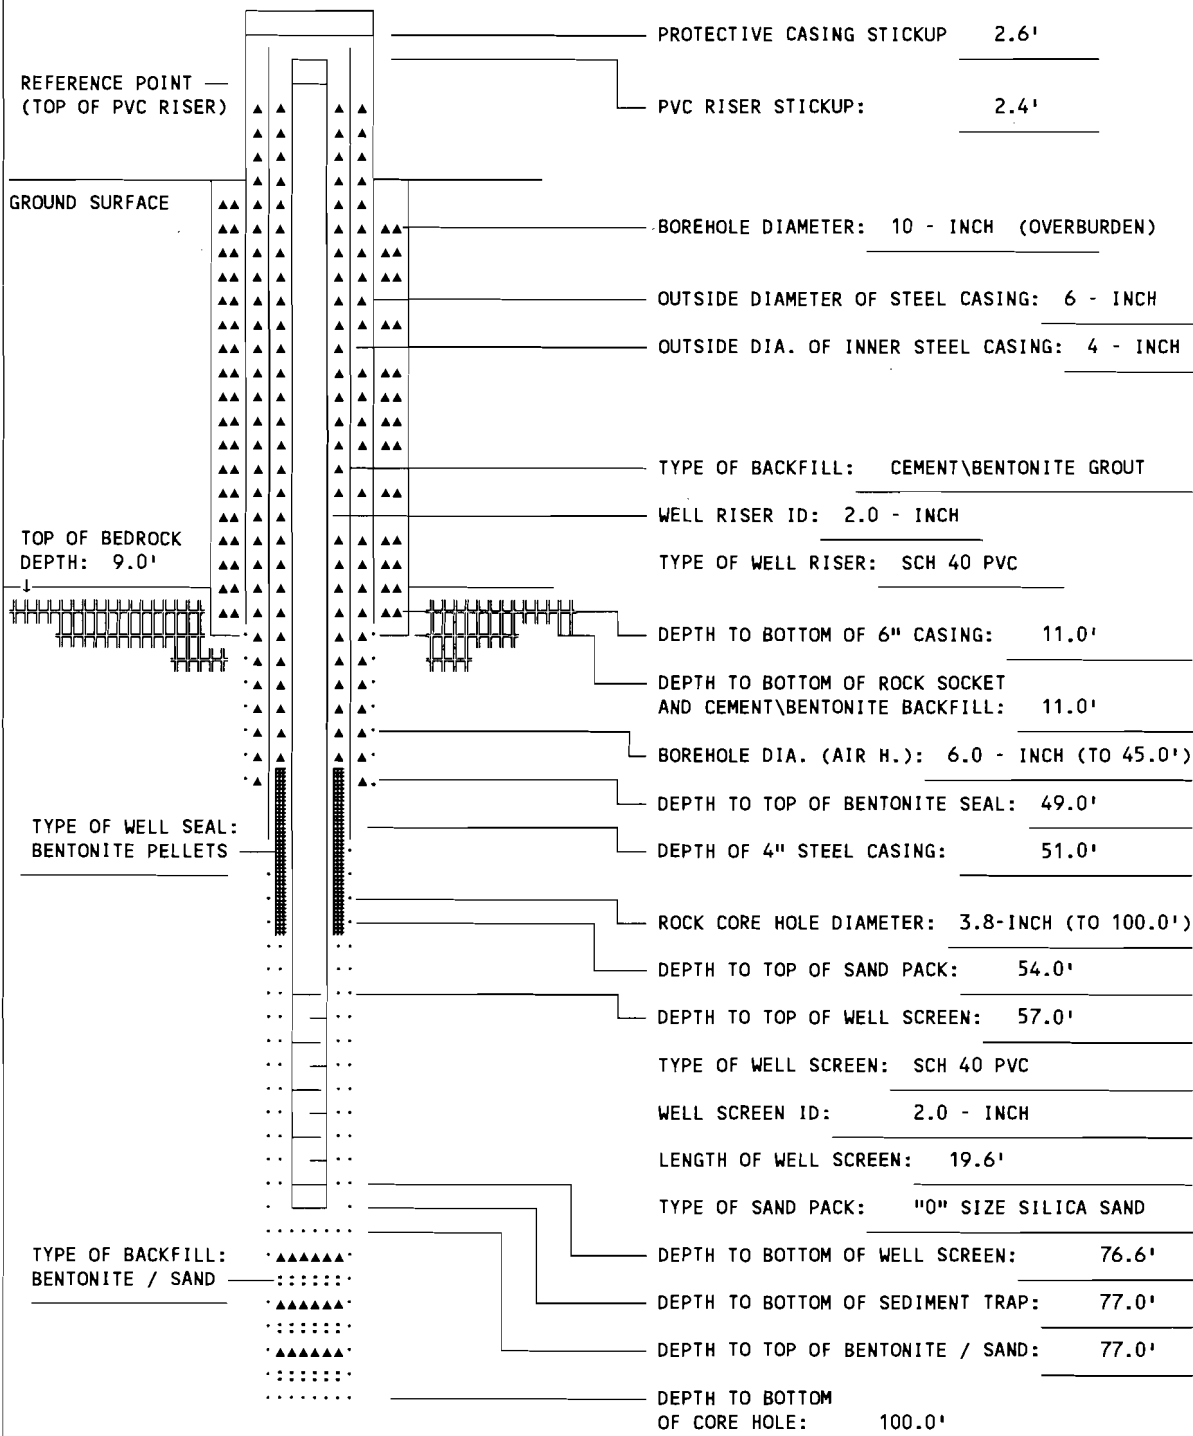 PROTECTIVE CASING STICKUP 2.6'
REFERENCE POINT
(TOP OF PVC RISER)
PVC RISER STICKUP: 2.4'
GROUND SURFACE
BOREHOLE DIAMETER: 10 - INCH (OVERBURDEN)
OUTSIDE DIAMETER OF STEEL CASING: 6 - INCH
OUTSIDE DIA. OF INNER STEEL CASING: 4 - INCH
TYPE OF BACKFILL: CEMENT\BENTONITE GROUT
WELL RISER ID: 2.0 - INCH
TOP OF BEDROCK
DEPTH: 9.0'
TYPE OF WELL RISER: SCH 40 PVC
DEPTH TO BOTTOM OF 6" CASING: 11.0'
DEPTH TO BOTTOM OF ROCK SOCKET
AND CEMENT\BENTONITE BACKFILL: 11.0'
BOREHOLE DIA. (AIR H.): 6.0 - INCH (TO 45.0')
DEPTH TO TOP OF BENTONITE SEAL: 49.0'
TYPE OF WELL SEAL:
BENTONITE PELLETS
DEPTH OF 4" STEEL CASING: 51.0'
ROCK CORE HOLE DIAMETER: 3.8-INCH (TO 100.0')
DEPTH TO TOP OF SAND PACK: 54.0'
DEPTH TO TOP OF WELL SCREEN: 57.0'
TYPE OF WELL SCREEN: SCH 40 PVC
WELL SCREEN ID: 2.0 - INCH
LENGTH OF WELL SCREEN: 19.6'
TYPE OF SAND PACK: "0" SIZE SILICA SAND
TYPE OF BACKFILL:
BENTONITE / SAND
DEPTH TO BOTTOM OF WELL SCREEN: 76.6'
DEPTH TO BOTTOM OF SEDIMENT TRAP: 77.0'
DEPTH TO TOP OF BENTONITE / SAND: 77.0'
DEPTH TO BOTTOM
OF CORE HOLE: 100.0'